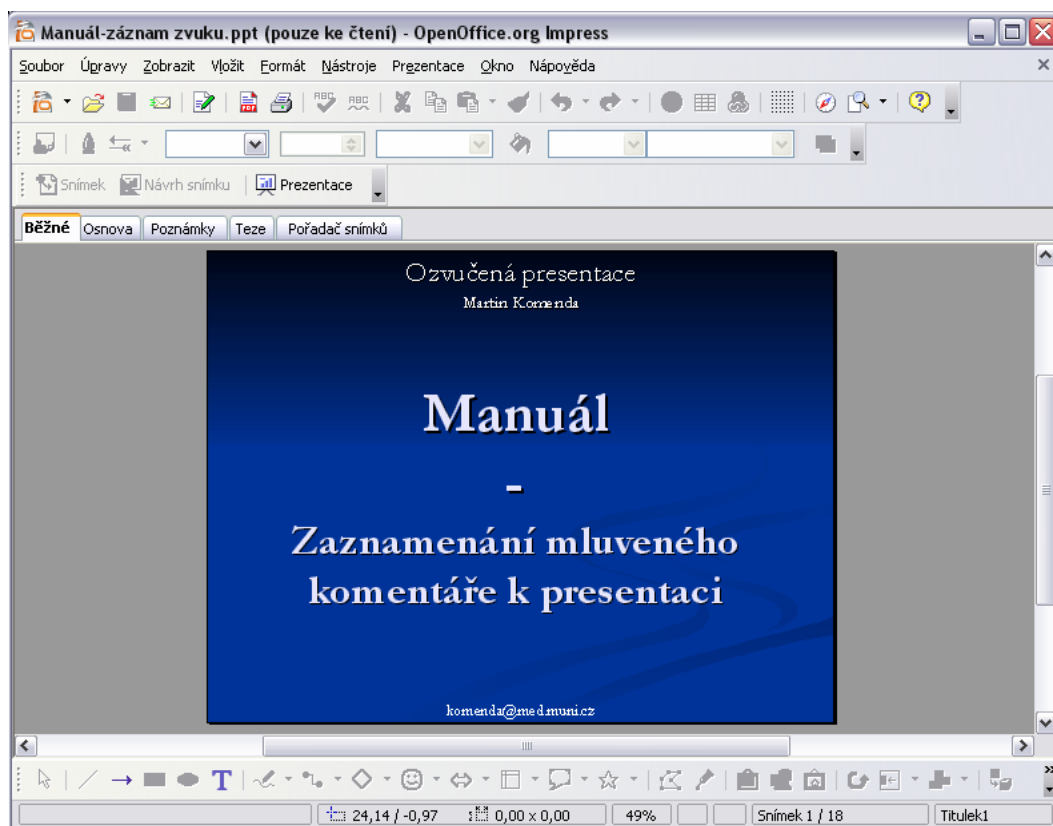 Manuál-záznam zvuku.ppt (pouze ke čtení) - OpenOffice.org Impress
Soubor Úpravy Zobrazit Vložit Formát Nástroje Prezentace Okno Nápověda
Snímek Návrh snímku Prezentace
Běžné Osnova Poznámky Teze Pořadač snímků
Ozvučená presentace
Martin Komenda
Manuál
-
Zaznamenání mluveného
komentáře k presentaci
komenda@med.muni.cz
24,14 / -0,97 0,00 x 0,00 49% Snímek 1 / 18 Titulek1